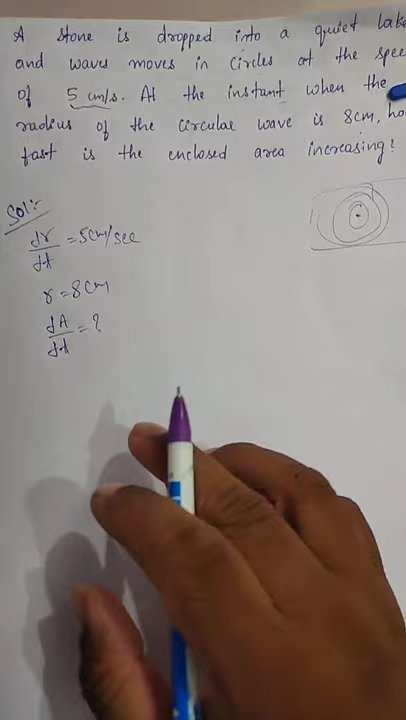 A stone is dropped into a quiet lake
and waves moves in circles at the spee
of 5 cm/s. At the instant when the
radius of the circular wave is 8cm, ho
fast is the enclosed area increasing?
Sol:-
dr/dt = 5cm/sec
r = 8cm
dA/dt = ?